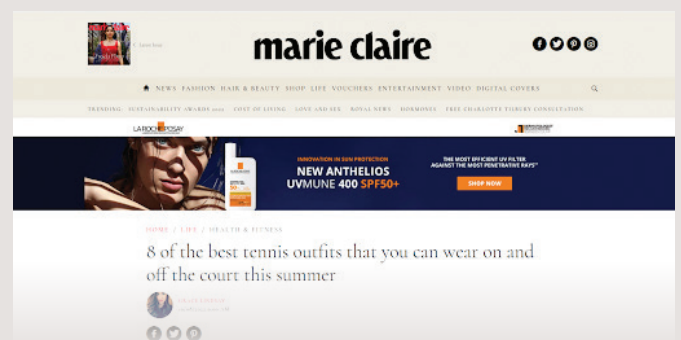 marie claire
NEWS FASHION HAIR & BEAUTY SHOP LIFE VOUCHERS ENTERTAINMENT VIDEO DIGITAL COVERS
TRENDING: SUSTAINABILITY AWARDS COST OF LIVING LOVE AND SEX ROYAL NEWS HORMONES FREE CHARLOTTE TILBURY CONSULTATION
LA ROCHE POSAY
INNOVATION IN SUN PROTECTION
NEW ANTHELIOS
UVMUNE 400 SPF50+
THE MOST EFFICIENT UV FILTER
AGAINST THE MOST PENETRATING RAYS**
SHOP NOW
HOME / LIFE / HEALTH & FITNESS
8 of the best tennis outfits that you can wear on and
off the court this summer